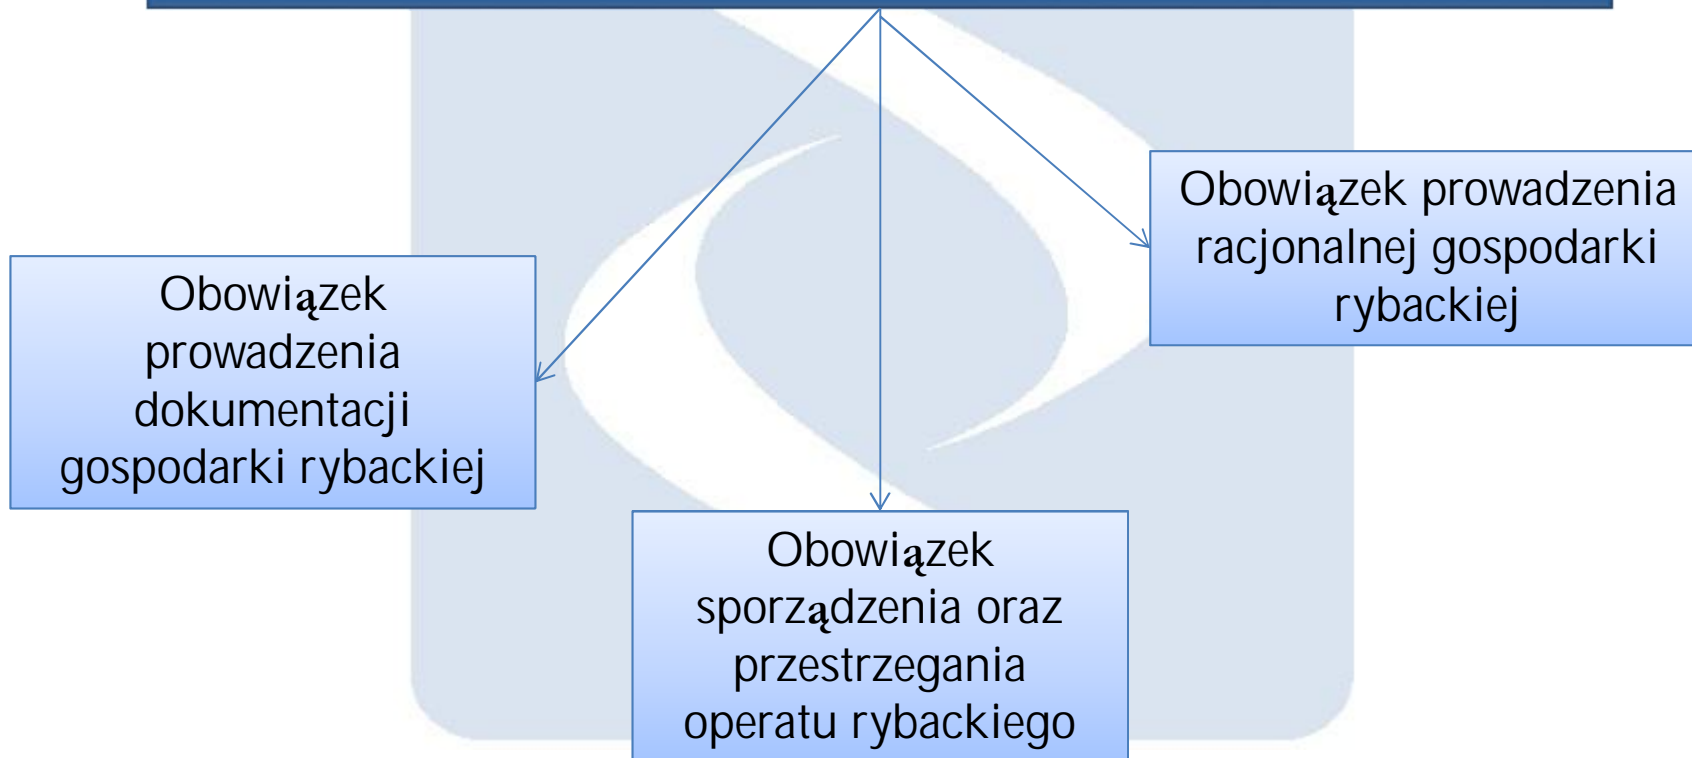 Obowiązek
prowadzenia
dokumentacji
gospodarki rybackiej
Obowiązek
sporządzenia oraz
przestrzegania
operatu rybackiego
Obowiązek prowadzenia
racjonalnej gospodarki
rybackiej